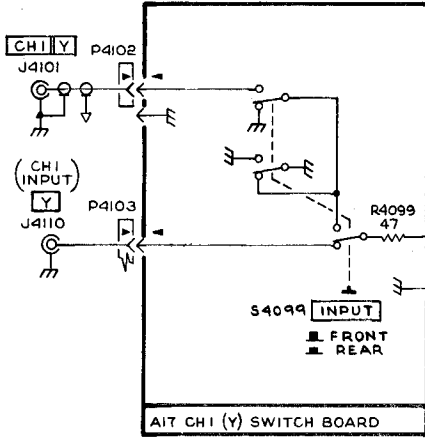 CH1 Y
P4102
J4101
(CH1
INPUT)
Y
J4110
P4103
R4099
47
S4099 INPUT
FRONT
REAR
A17 CH1 (Y) SWITCH BOARD